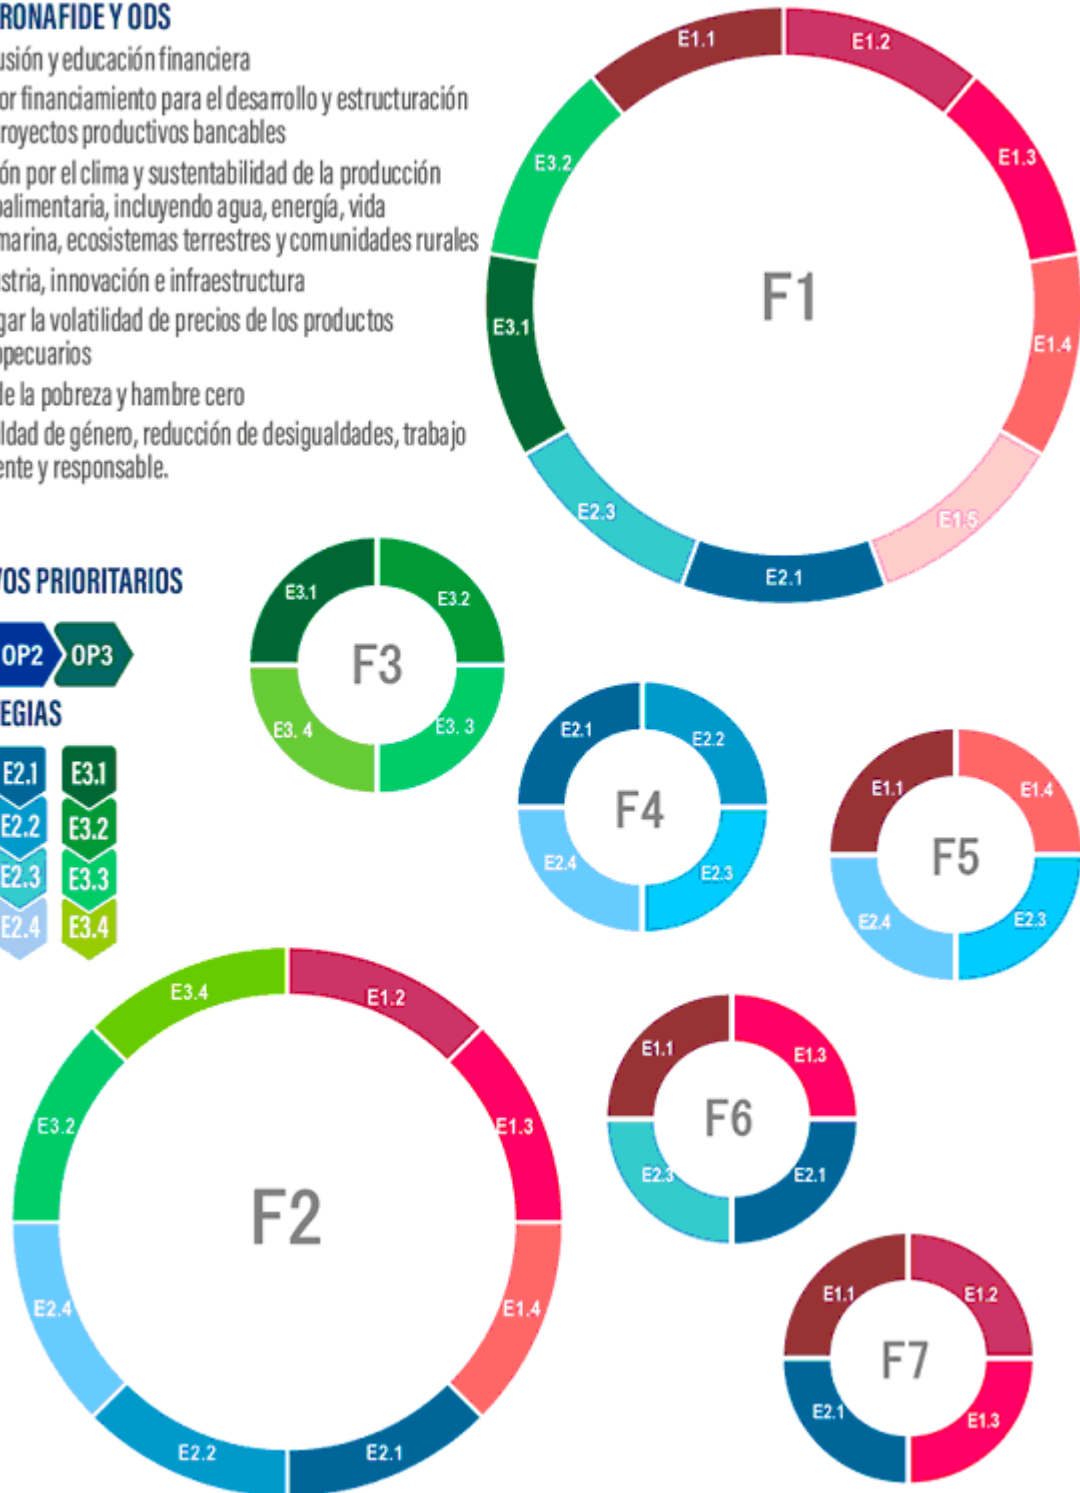 RONAFIDE Y ODS
usión y educación financiera
or financiamiento para el desarrollo y estructuración
royectos productivos bancables
ón por el clima y sustentabilidad de la producción
oalimentaria, incluyendo agua, energía, vida
marina, ecosistemas terrestres y comunidades rurales
stria, innovación e infraestructura
gar la volatilidad de precios de los productos
opecuarios
de la pobreza y hambre cero
ldad de género, reducción de desigualdades, trabajo
ente y responsable.
E1.1
E1.2
E1.3
E1.4
E1.5
E2.1
E2.3
E3.1
E3.2
F1
VOS PRIORITARIOS
OP2 OP3
EGIAS
E2.1 E3.1
E2.2 E3.2
E2.3 E3.3
E2.4 E3.4
E3.1
E3.2
E3. 3
E3. 4
F3
E2.1
E2.2
E2.3
E2.4
F4
E1.1
E1.4
E2.3
E2.4
F5
E3.4
E1.2
E1.3
E1.4
E2.1
E2.2
E2.4
E3.2
F2
E1.1
E1.3
E2.1
E2.3
F6
E1.1
E1.2
E1.3
E2.1
F7